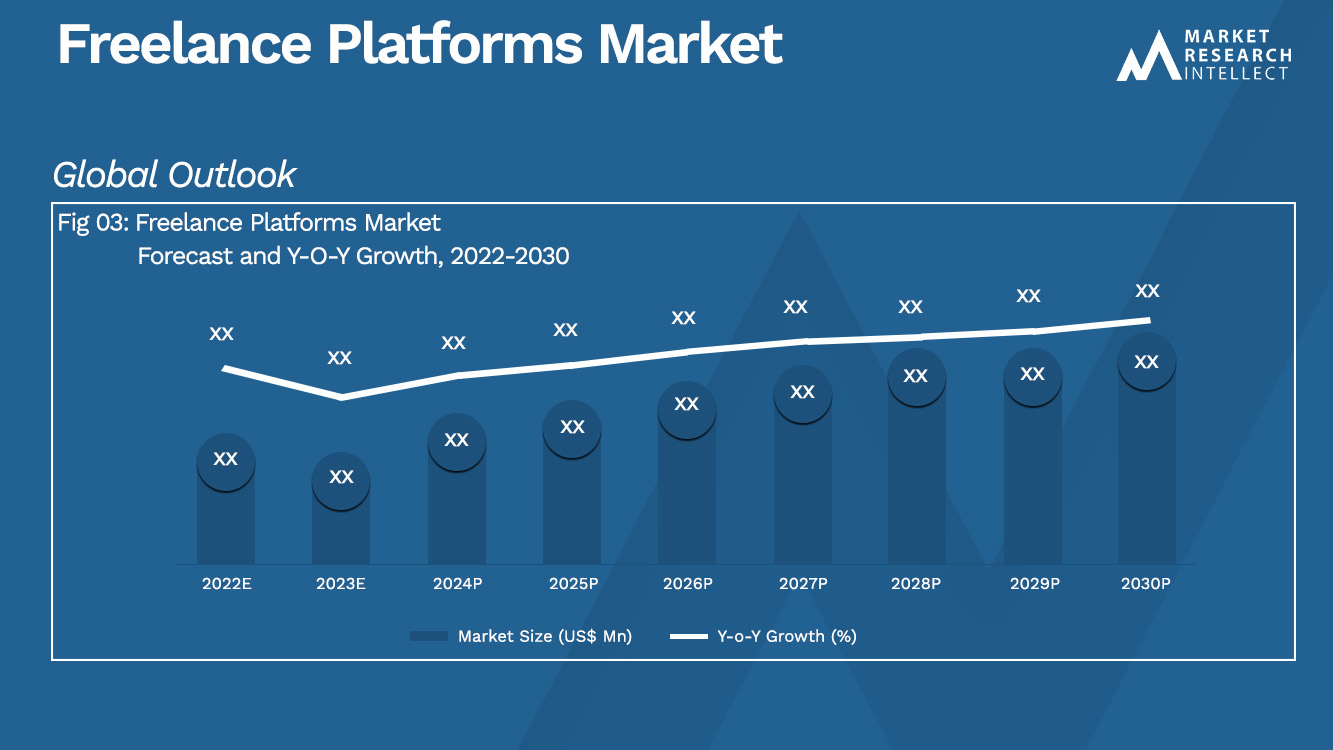 Freelance Platforms Market
MARKET
RESEARCH
INTELLECT
Global Outlook
Fig 03: Freelance Platforms Market
Forecast and Y-O-Y Growth, 2022-2030
XX XX XX XX XX XX XX XX XX
XX XX XX XX XX XX XX XX XX
2022E 2023E 2024P 2025P 2026P 2027P 2028P 2029P 2030P
Market Size (US$ Mn) Y-o-Y Growth (%)